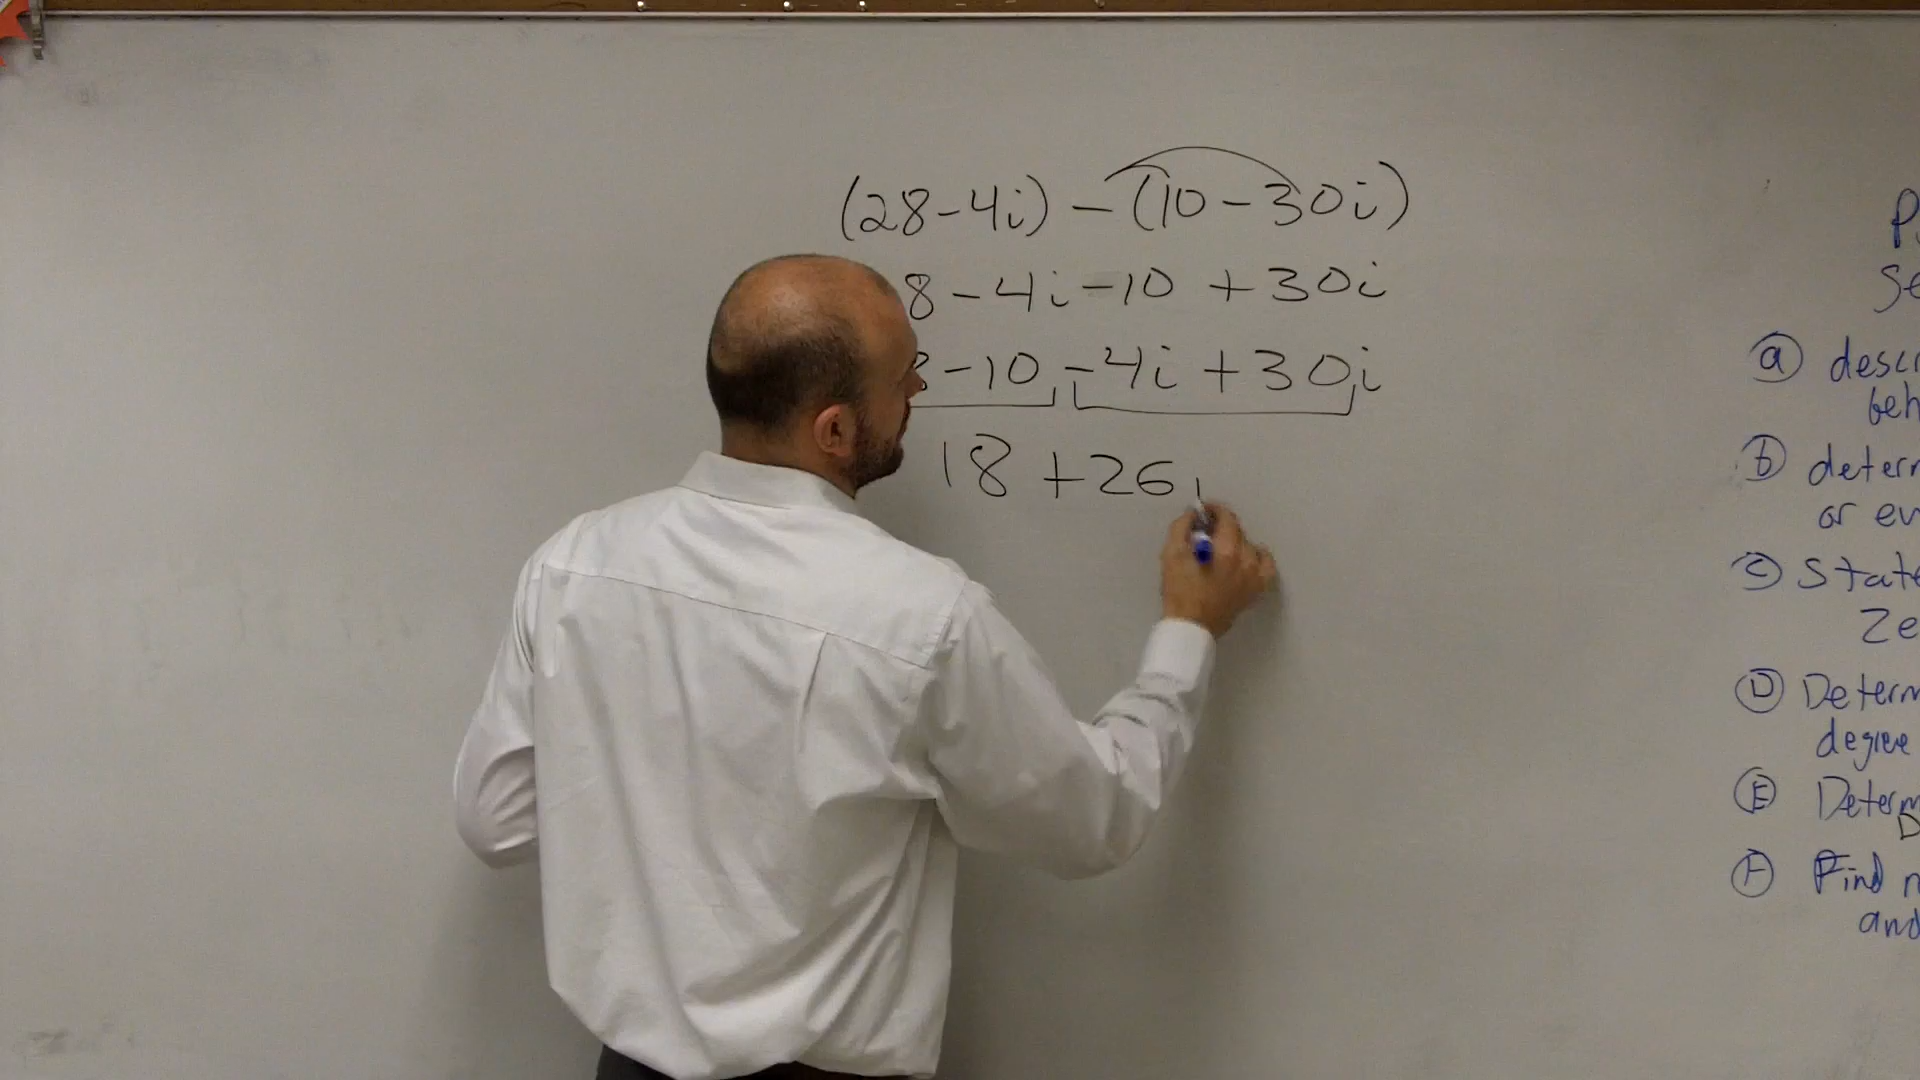 (28-4i) - (10-30i)
8-4i-10 +30i
-10 -4i+30i
18 +26i
P
Se
ⓐ descr
beh
ⓑ determ
or ev
ⓒ State
Ze
Ⓓ Determ
degree
Ⓔ Determ
D
Ⓕ Find n
and